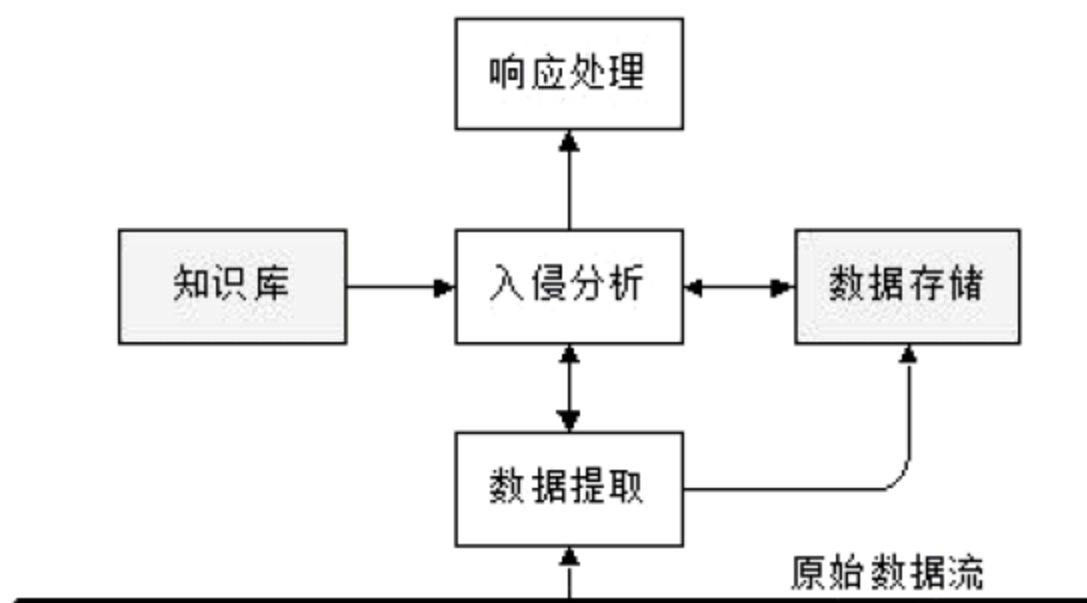 响应处理
知识库
入侵分析
数据存储
数据提取
原始数据流